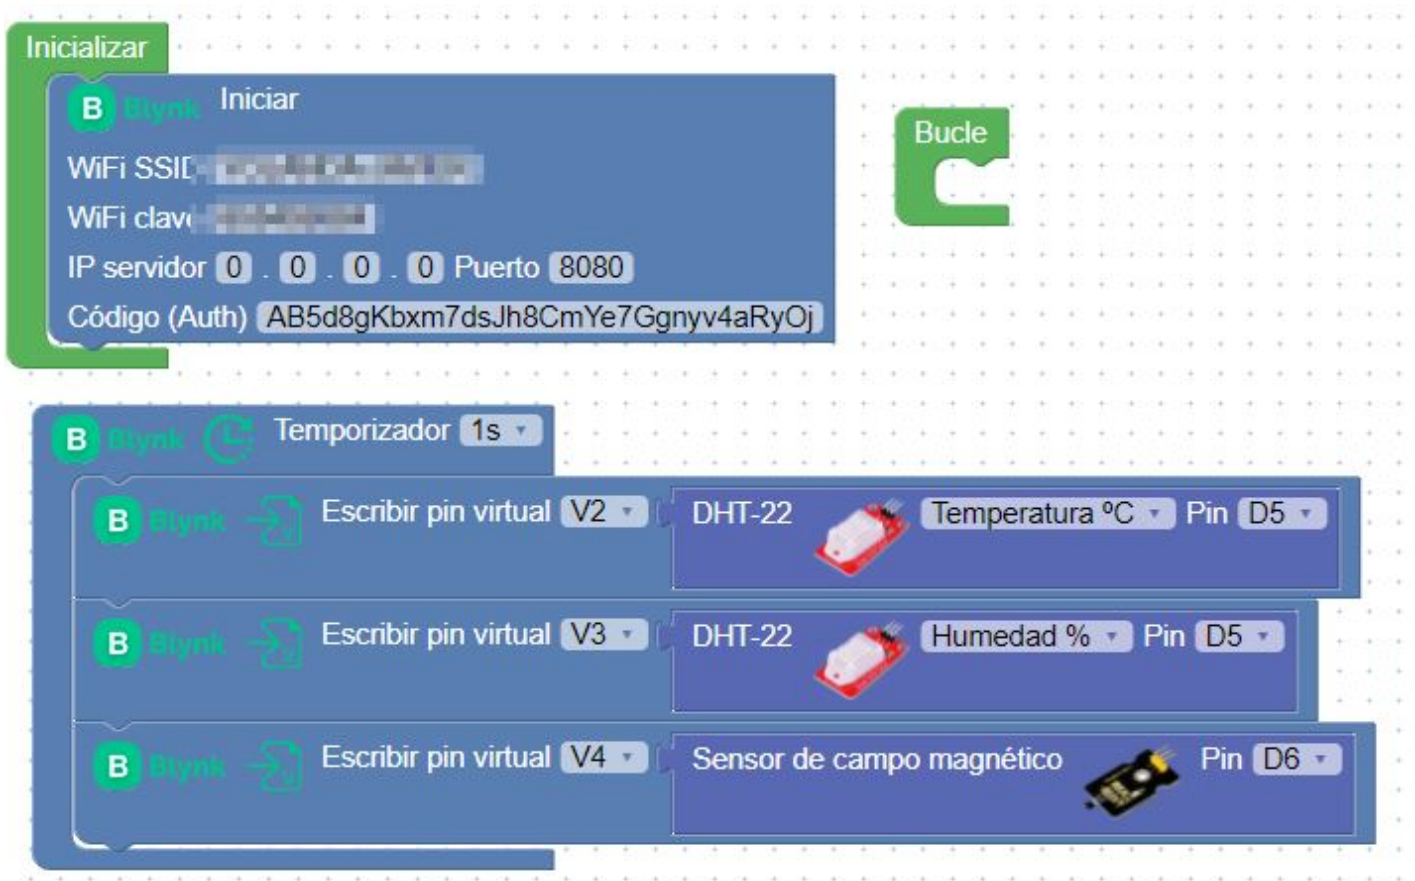 Inicializar
B Blynk Iniciar
WiFi SSID
WiFi clave
IP servidor 0 . 0 . 0 . 0 Puerto 8080
Código (Auth) AB5d8gKbxm7dsJh8CmYe7Ggnyv4aRyOj
Bucle
B Blynk Temporizador 1s
B Blynk Escribir pin virtual V2 DHT-22 Temperatura ºC Pin D5
B Blynk Escribir pin virtual V3 DHT-22 Humedad % Pin D5
B Blynk Escribir pin virtual V4 Sensor de campo magnético Pin D6